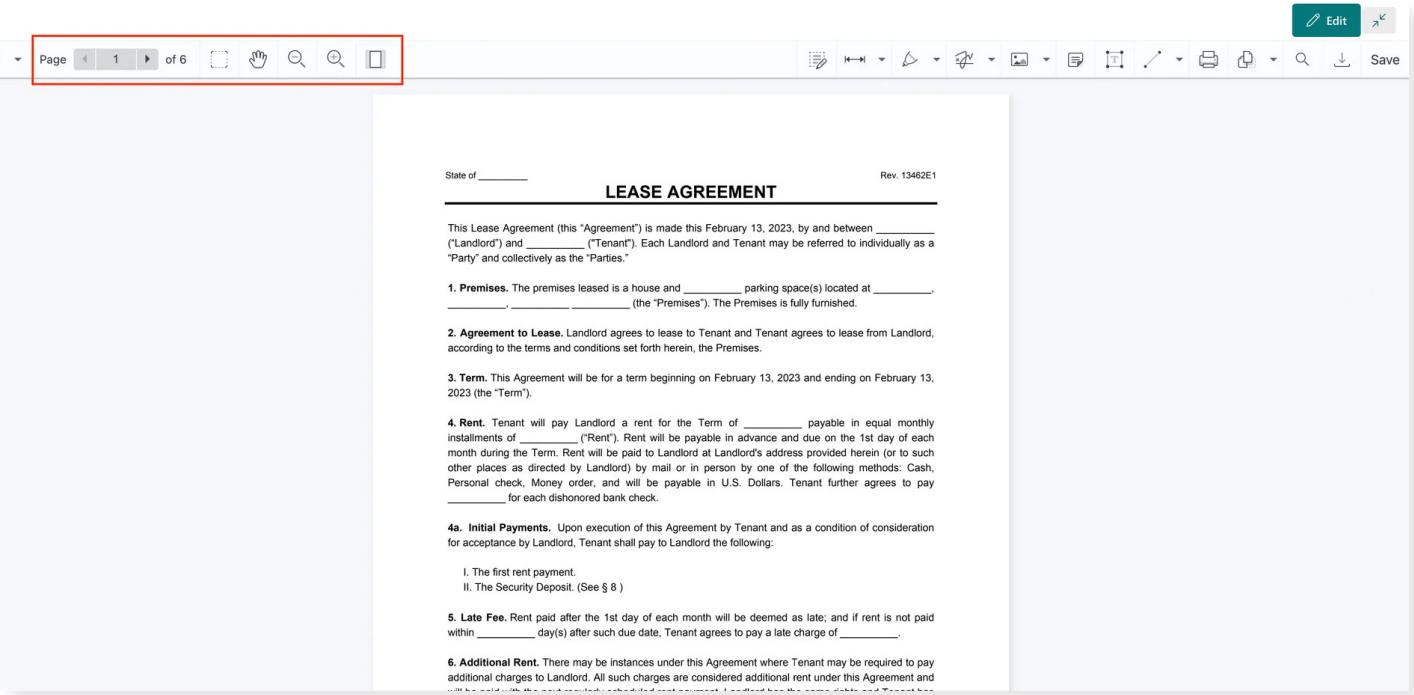 Edit
Page 1 of 6
Save
State of __________ Rev. 13462E1
LEASE AGREEMENT
This Lease Agreement (this “Agreement”) is made this February 13, 2023, by and between __________
(“Landlord”) and __________ ("Tenant"). Each Landlord and Tenant may be referred to individually as a
“Party” and collectively as the “Parties.”
1. Premises. The premises leased is a house and __________ parking space(s) located at __________,
__________, __________ __________ (the “Premises”). The Premises is fully furnished.
2. Agreement to Lease. Landlord agrees to lease to Tenant and Tenant agrees to lease from Landlord,
according to the terms and conditions set forth herein, the Premises.
3. Term. This Agreement will be for a term beginning on February 13, 2023 and ending on February 13,
2023 (the “Term”).
4. Rent. Tenant will pay Landlord a rent for the Term of __________ payable in equal monthly
installments of __________ (“Rent”). Rent will be payable in advance and due on the 1st day of each
month during the Term. Rent will be paid to Landlord at Landlord's address provided herein (or to such
other places as directed by Landlord) by mail or in person by one of the following methods: Cash,
Personal check, Money order, and will be payable in U.S. Dollars. Tenant further agrees to pay
__________ for each dishonored bank check.
4a. Initial Payments. Upon execution of this Agreement by Tenant and as a condition of consideration
for acceptance by Landlord, Tenant shall pay to Landlord the following:
I. The first rent payment.
II. The Security Deposit. (See § 8 )
5. Late Fee. Rent paid after the 1st day of each month will be deemed as late; and if rent is not paid
within __________ day(s) after such due date, Tenant agrees to pay a late charge of __________.
6. Additional Rent. There may be instances under this Agreement where Tenant may be required to pay
additional charges to Landlord. All such charges are considered additional rent under this Agreement and